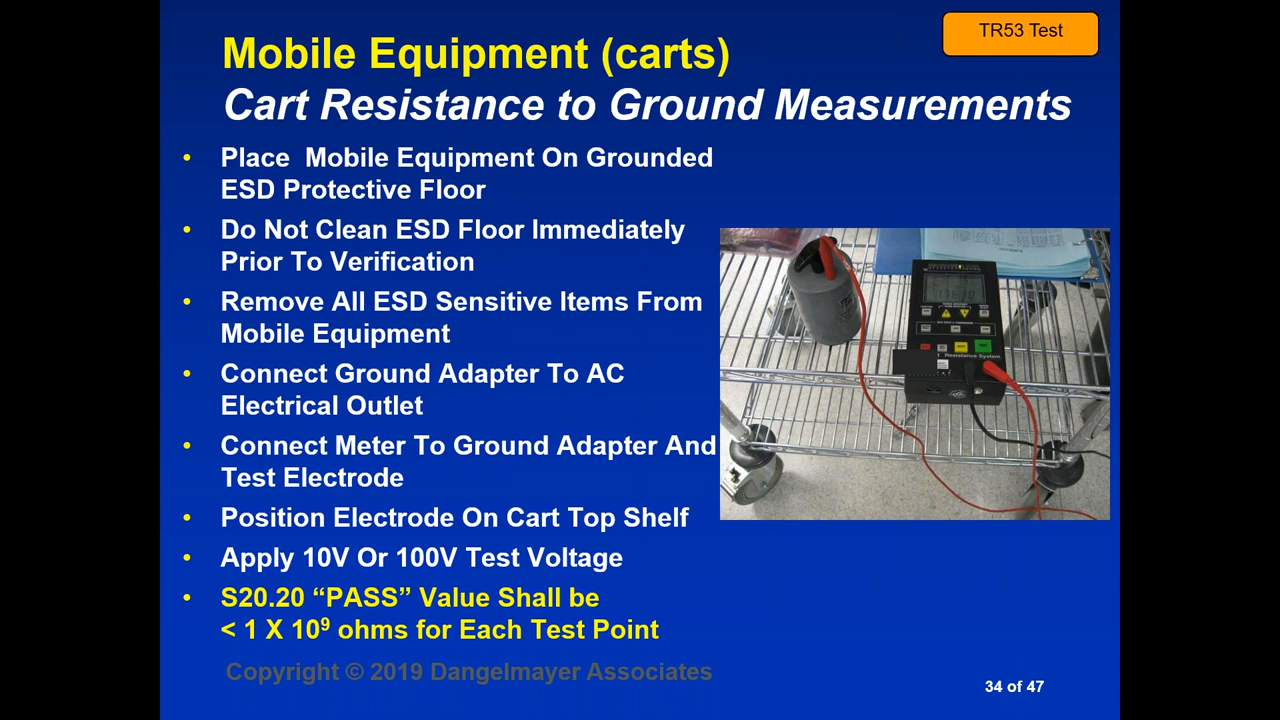 TR53 Test
Mobile Equipment (carts)
Cart Resistance to Ground Measurements
• Place Mobile Equipment On Grounded
ESD Protective Floor
• Do Not Clean ESD Floor Immediately
Prior To Verification
• Remove All ESD Sensitive Items From
Mobile Equipment
• Connect Ground Adapter To AC
Electrical Outlet
• Connect Meter To Ground Adapter And
Test Electrode
• Position Electrode On Cart Top Shelf
• Apply 10V Or 100V Test Voltage
• S20.20 “PASS” Value Shall be
< 1 X 10⁹ ohms for Each Test Point
Resistance System
Copyright © 2019 Dangelmayer Associates
34 of 47